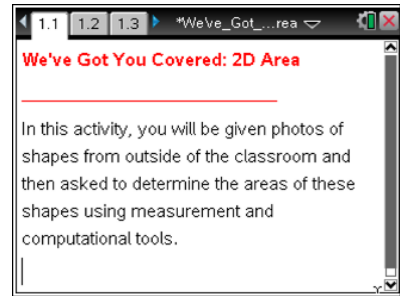 1.1 1.2 1.3 *We've_Got_...rea
We've Got You Covered: 2D Area
In this activity, you will be given photos of
shapes from outside of the classroom and
then asked to determine the areas of these
shapes using measurement and
computational tools.